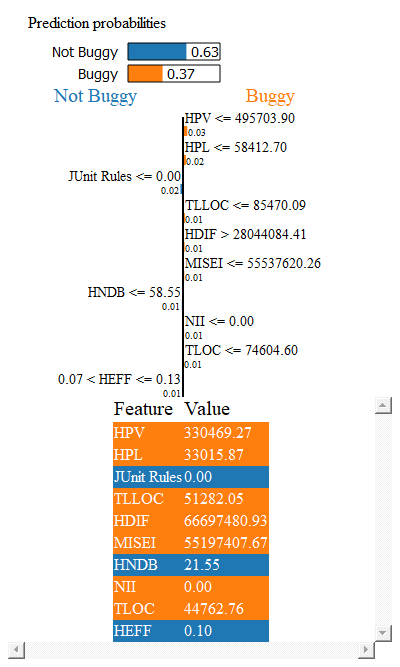 Prediction probabilities
Not Buggy 0.63
Buggy 0.37
Not Buggy Buggy
HPV <= 495703.90
0.03
HPL <= 58412.70
0.02
JUnit Rules <= 0.00
0.02
TLLOC <= 85470.09
0.01
HDIF > 28044084.41
0.01
MISEI <= 55537620.26
0.01
HNDB <= 58.55
0.01
NII <= 0.00
0.01
TLOC <= 74604.60
0.01
0.07 < HEFF <= 0.13
0.01
Feature Value
HPV 330469.27
HPL 33015.87
JUnit Rules 0.00
TLLOC 51282.05
HDIF 66697480.93
MISEI 55197407.67
HNDB 21.55
NII 0.00
TLOC 44762.76
HEFF 0.10